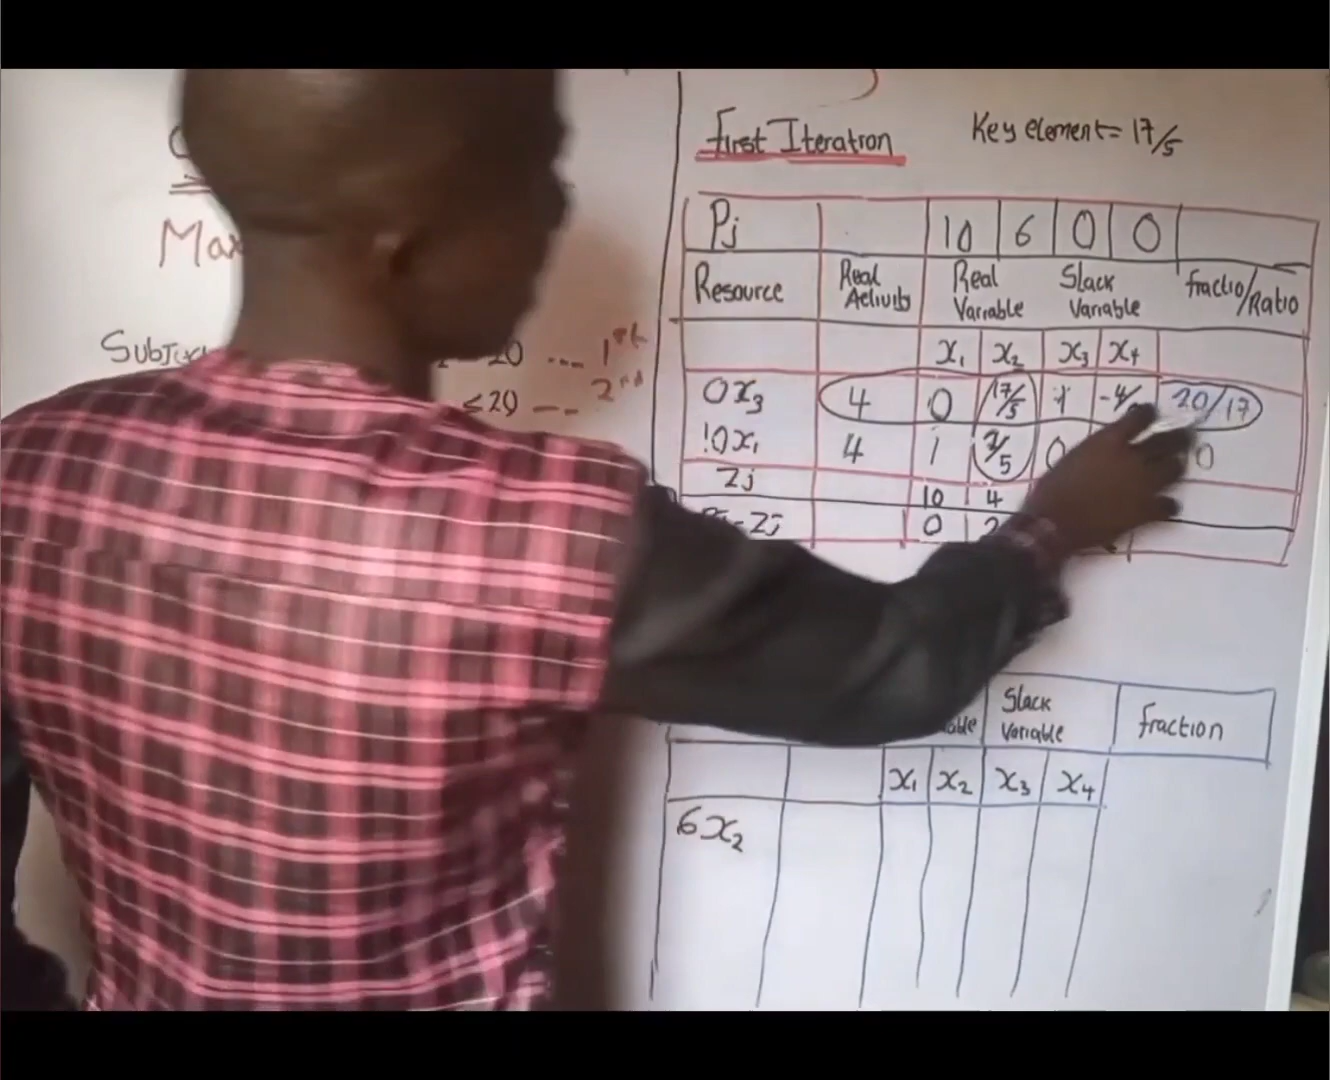 Max
Subject
20 --- 1st
≤20 --- 2nd
First Iteration
Key element = 17/5
Pj 10 6 0 0
Resource Real Activity Real Variable Slack Variable fractio/Ratio
x₁ x₂ x₃ x₄
0x₃ 4 0 17/5 1 -4/ 20/17
10x₁ 4 1 2/5 0 0
Zj 10 4
-Zj 0 2
able Slack Variable fraction
x₁ x₂ x₃ x₄
6x₂